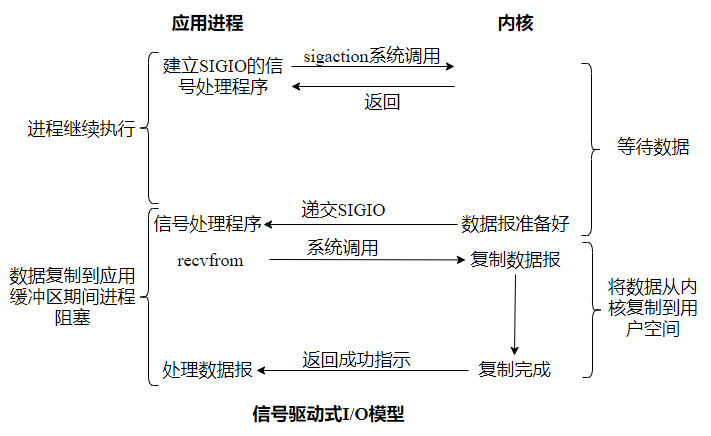 应用进程
内核
建立SIGIO的信
号处理程序
sigaction系统调用
返回
进程继续执行
等待数据
信号处理程序
递交SIGIO
数据报准备好
recvfrom
系统调用
复制数据报
数据复制到应用
缓冲区期间进程
阻塞
将数据从内
核复制到用
户空间
处理数据报
返回成功指示
复制完成
信号驱动式I/O模型